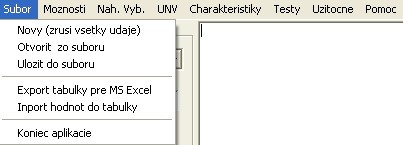 Subor Moznosti Nah. Vyb. UNV Charakteristiky Testy Uzitocne Pomoc
Novy (zrusi vsetky udaje)
Otvorit zo suboru
Ulozit do suboru
Export tabulky pre MS Excel
Inport hodnot do tabulky
Koniec aplikacie